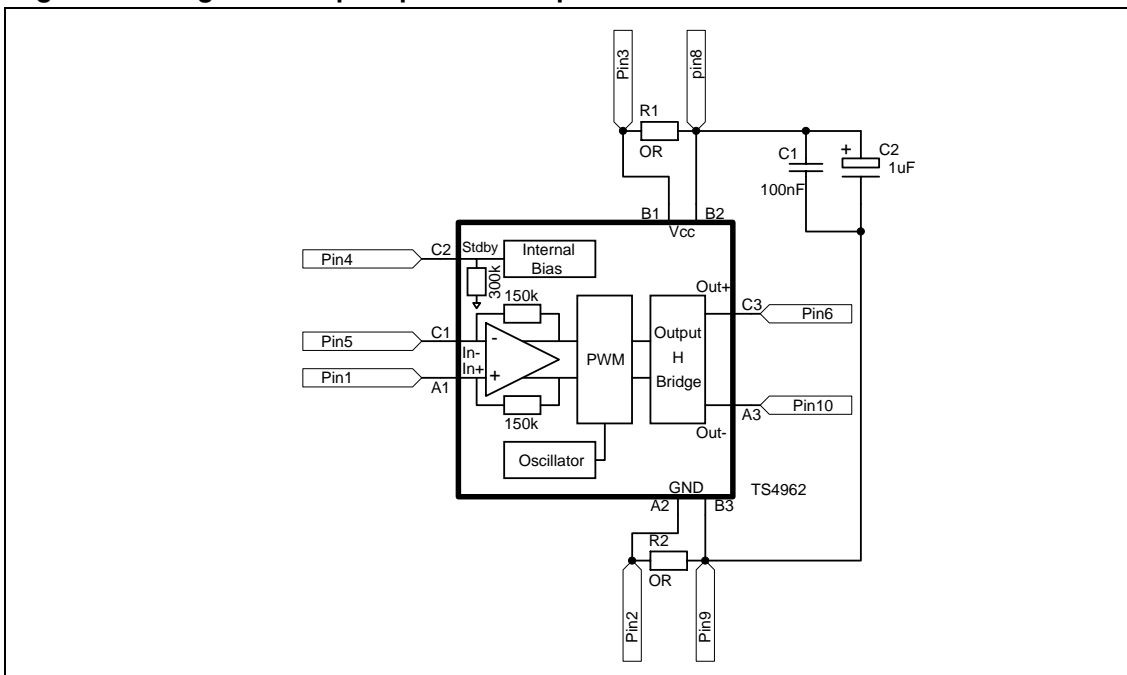 Pin3
pin8
R1
OR
C1
100nF
+
C2
1uF
B1
B2
Vcc
Pin4
C2
Stdby
300k
Internal
Bias
150k
Out+
C3
Pin6
Pin5
C1
In-
-
PWM
Output
H
Bridge
In+
+
Pin1
A1
150k
A3
Pin10
Out-
Oscillator
GND
TS4962
A2
B3
R2
OR
Pin2
Pin9